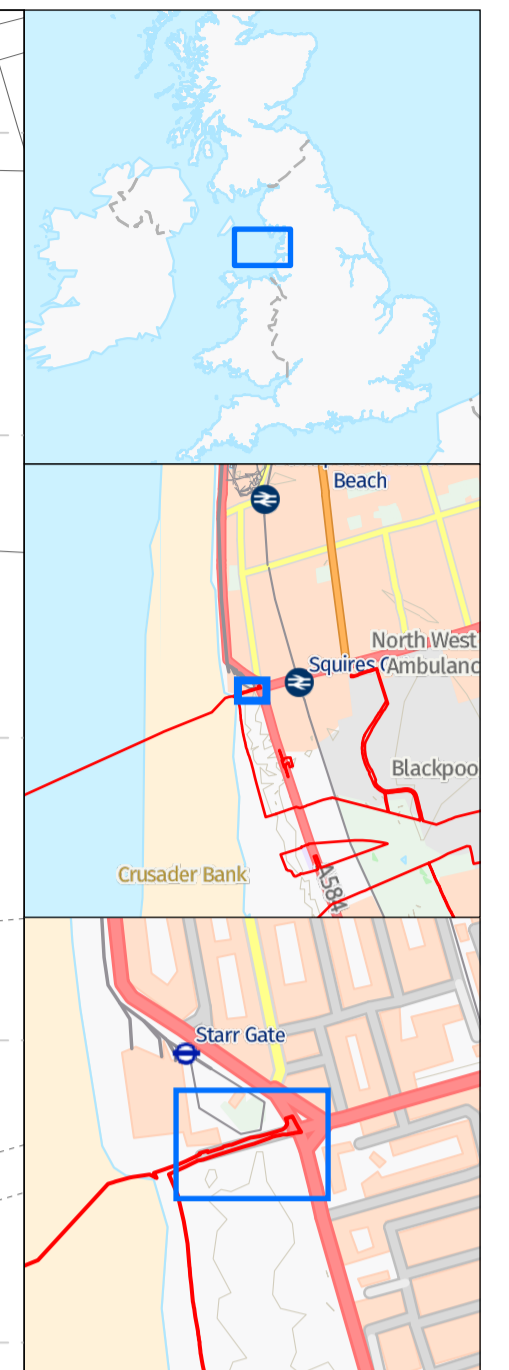 Beach
North West
Squires
Ambulanc
Blackpoo
Crusader Bank
A584
Starr Gate